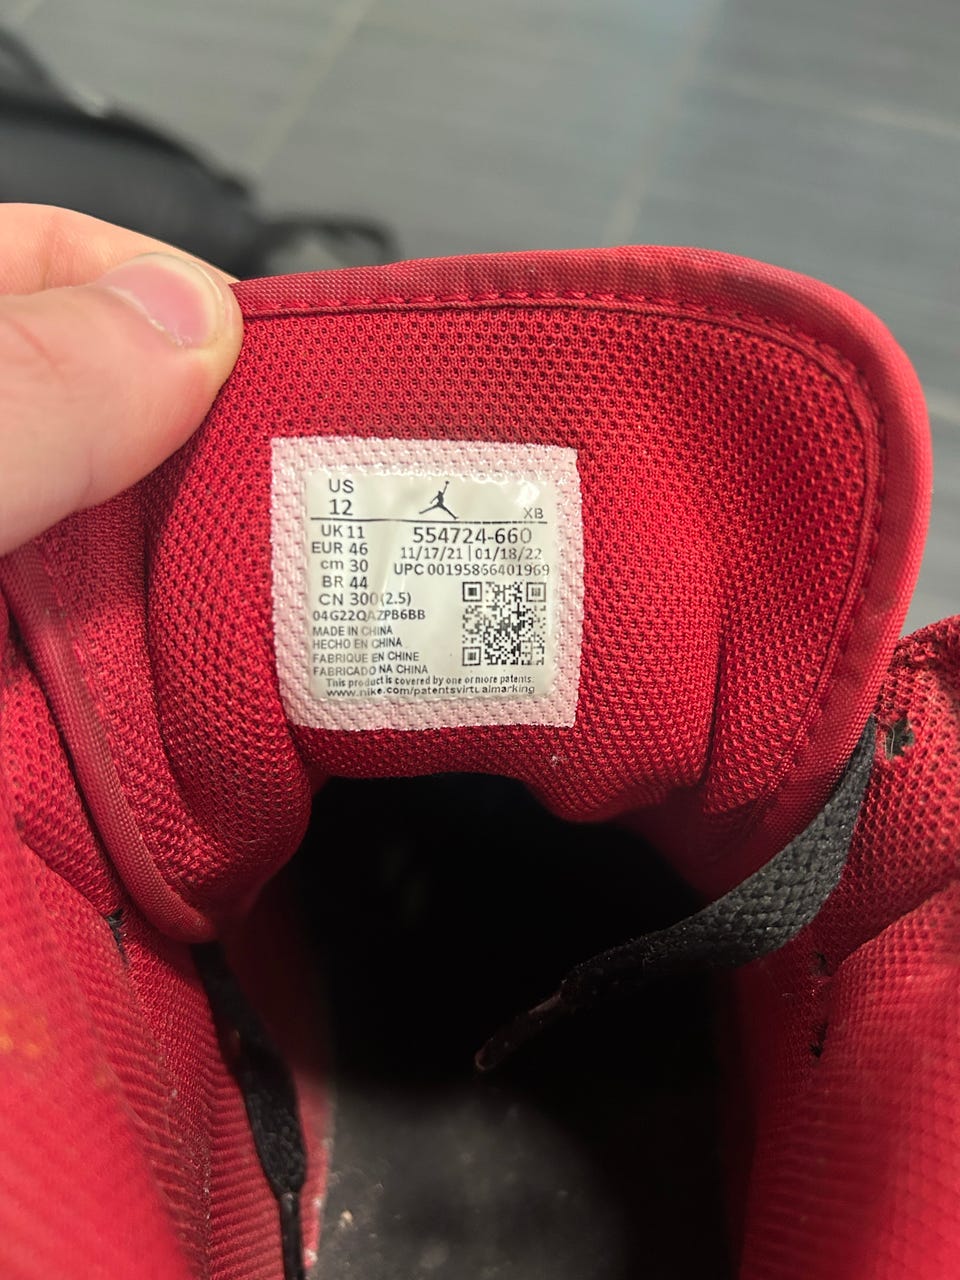 US
12
XB
UK 11
EUR 46
cm 30
BR 44
CN 300(2.5)
554724-660
11/17/21 | 01/18/22
UPC 00195866401969
04G22QAZPB6BB
MADE IN CHINA
HECHO EN CHINA
FABRIQUE EN CHINE
FABRICADO NA CHINA
This product is covered by one or more patents.
www.nike.com/patentsvirtualmarking